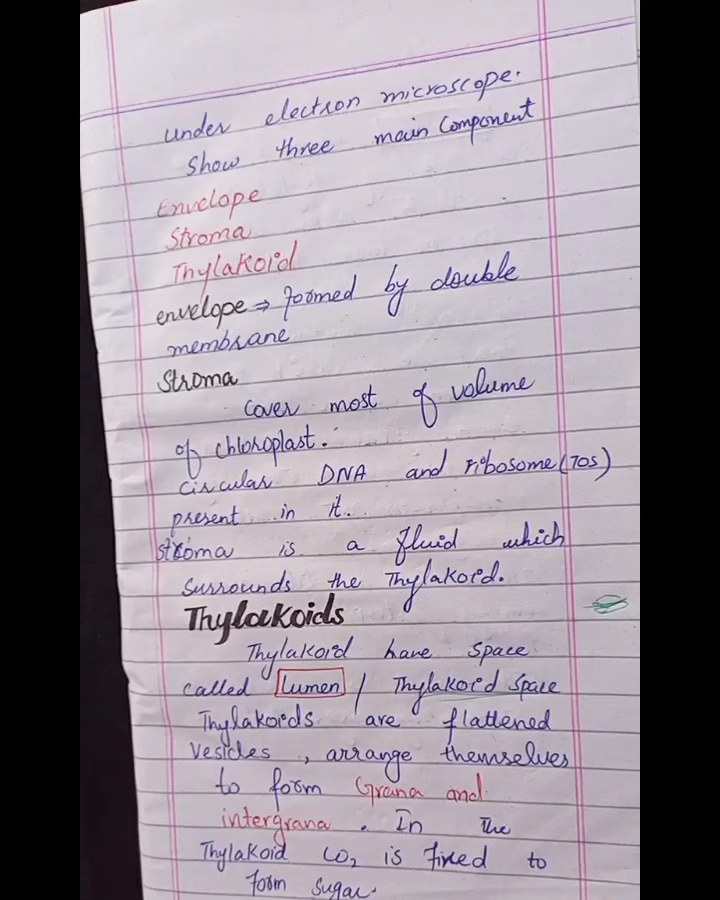 under electron microscope.
Show three main Component
Envelope
Stroma
Thylakoid
envelope ⇒ formed by double
membrane
Stroma
Cover most of volume
of chloroplast.
circular DNA and ribosome (70s)
present in it.
stroma is a fluid which
surrounds the Thylakoid.
Thylakoids
Thylakoid have space
called lumen / Thylakoid space
Thylakoids are flattened
vesicles, arrange themselves
to form Grana and
intergrana. In the
Thylakoid CO₂ is fixed to
form sugar.